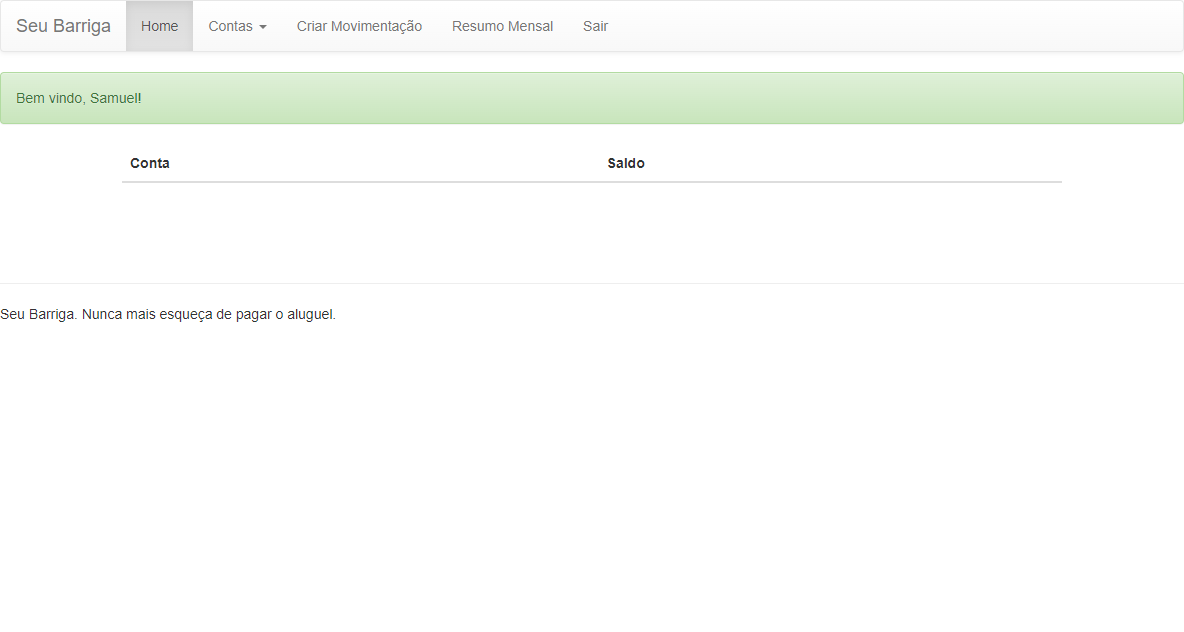 Seu Barriga Home Contas Criar Movimentação Resumo Mensal Sair
Bem vindo, Samuel!
Conta Saldo
Seu Barriga. Nunca mais esqueça de pagar o aluguel.